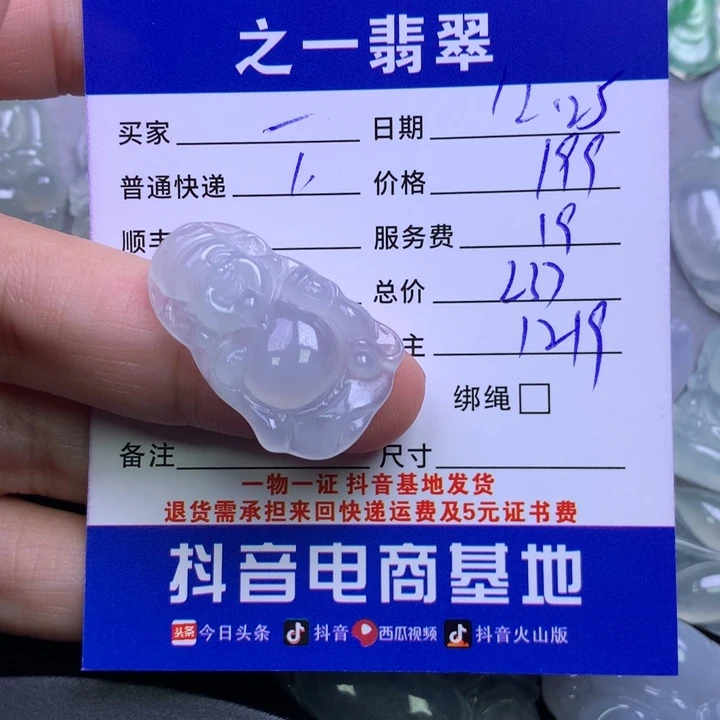 之一翡翠
买家 一 日期 12.25
普通快递 1, 价格 199
顺丰 服务费 19
总价 237
主 1219
绑绳
备注 尺寸
一物一证 抖音基地发货
退货需承担来回快递运费及5元证书费
抖音电商基地
头条 今日头条 抖音 西瓜视频 抖音火山版